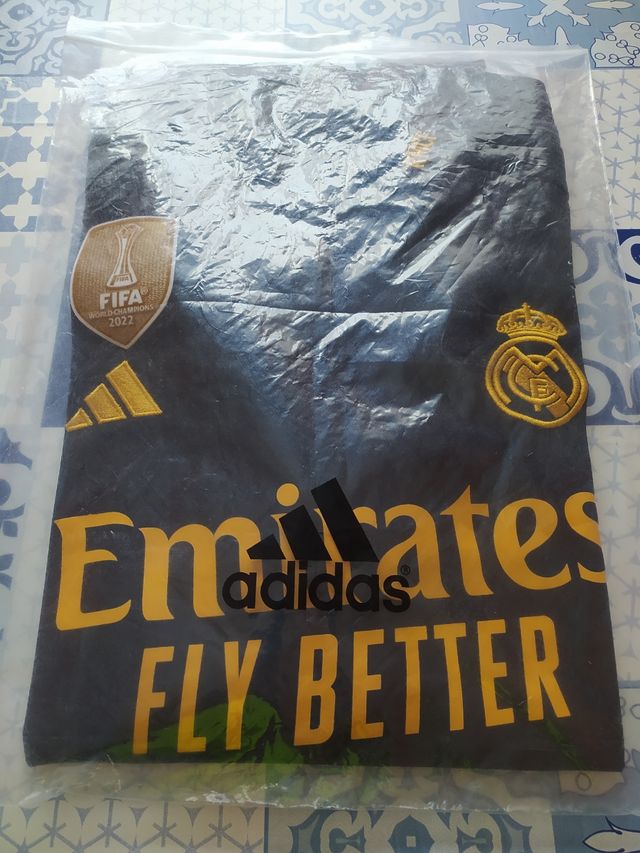 FIFA
WORLD CHAMPIONS
2022
Emirates
adidas®
FLY BETTER